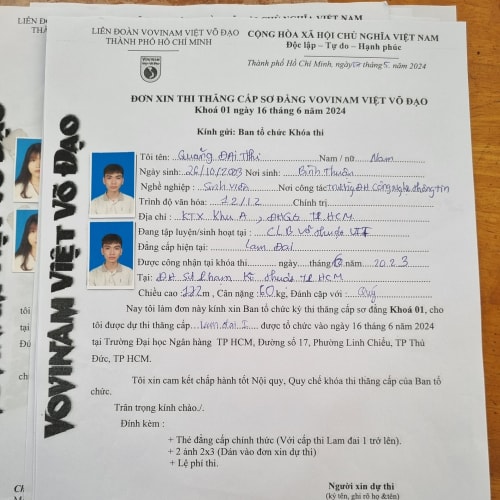 LIÊN ĐOÀN VOVINAM VIỆT VÕ ĐẠO
THÀNH PHỐ HỒ CHÍ MINH
CỘNG HÒA XÃ HỘI CHỦ NGHĨA VIỆT NAM
Độc lập – Tự do – Hạnh phúc
Thành phố Hồ Chí Minh, ngày tháng 5. năm 2024
ĐƠN XIN THI THĂNG CẤP SƠ ĐẲNG VOVINAM VIỆT VÕ ĐẠO
Khoá 01 ngày 16 tháng 6 năm 2024
Kính gửi: Ban tổ chức Khóa thi
VOVINAM VIỆT VÕ ĐẠO
Tôi tên: Quảng Đại Thi Nam / nữ Nam
Ngày sinh: 26/10/2003 Nơi sinh: Bình Thuận
Nghề nghiệp: Sinh viên Nơi công tác: trường ĐH Công nghệ thông tin
Trình độ văn hóa: 12/12 Chính trị
Địa chỉ: KTX Khu A, ĐHQG TP.HCM
Đang tập luyện/sinh hoạt tại: CLB Võ thuật UIT
Đẳng cấp hiện tại: Lam Đai
Được công nhận tại khóa thi ngày tháng 6 năm 2023
Tại: ĐH Sư Phạm Kĩ thuật TP HCM
Chiều cao: 172m, Cân nặng 60kg, Đánh cặp với: Quý
Nay tôi làm đơn này kính xin Ban tổ chức kỳ thi thăng cấp sơ đẳng Khoá 01, cho
tôi được dự thi thăng cấp Lam đai I được tổ chức vào ngày 16 tháng 6 năm 2024
tại Trường Đại học Ngân hàng TP HCM, Đường số 17, Phường Linh Chiểu, TP Thủ
Đức, TP HCM.
Tôi xin cam kết chấp hành tốt Nội quy, Quy chế khóa thi thăng cấp của Ban tổ
chức.
Trân trọng kính chào./.
Đính kèm :
+ Thẻ đẳng cấp chính thức (Với cấp thi Lam đai 1 trở lên).
+ 2 ảnh 2x3 (Dán vào đơn xin dự thi)
+ Lệ phí thi.
Người xin dự thi
(ký tên, ghi rõ họ &tên)